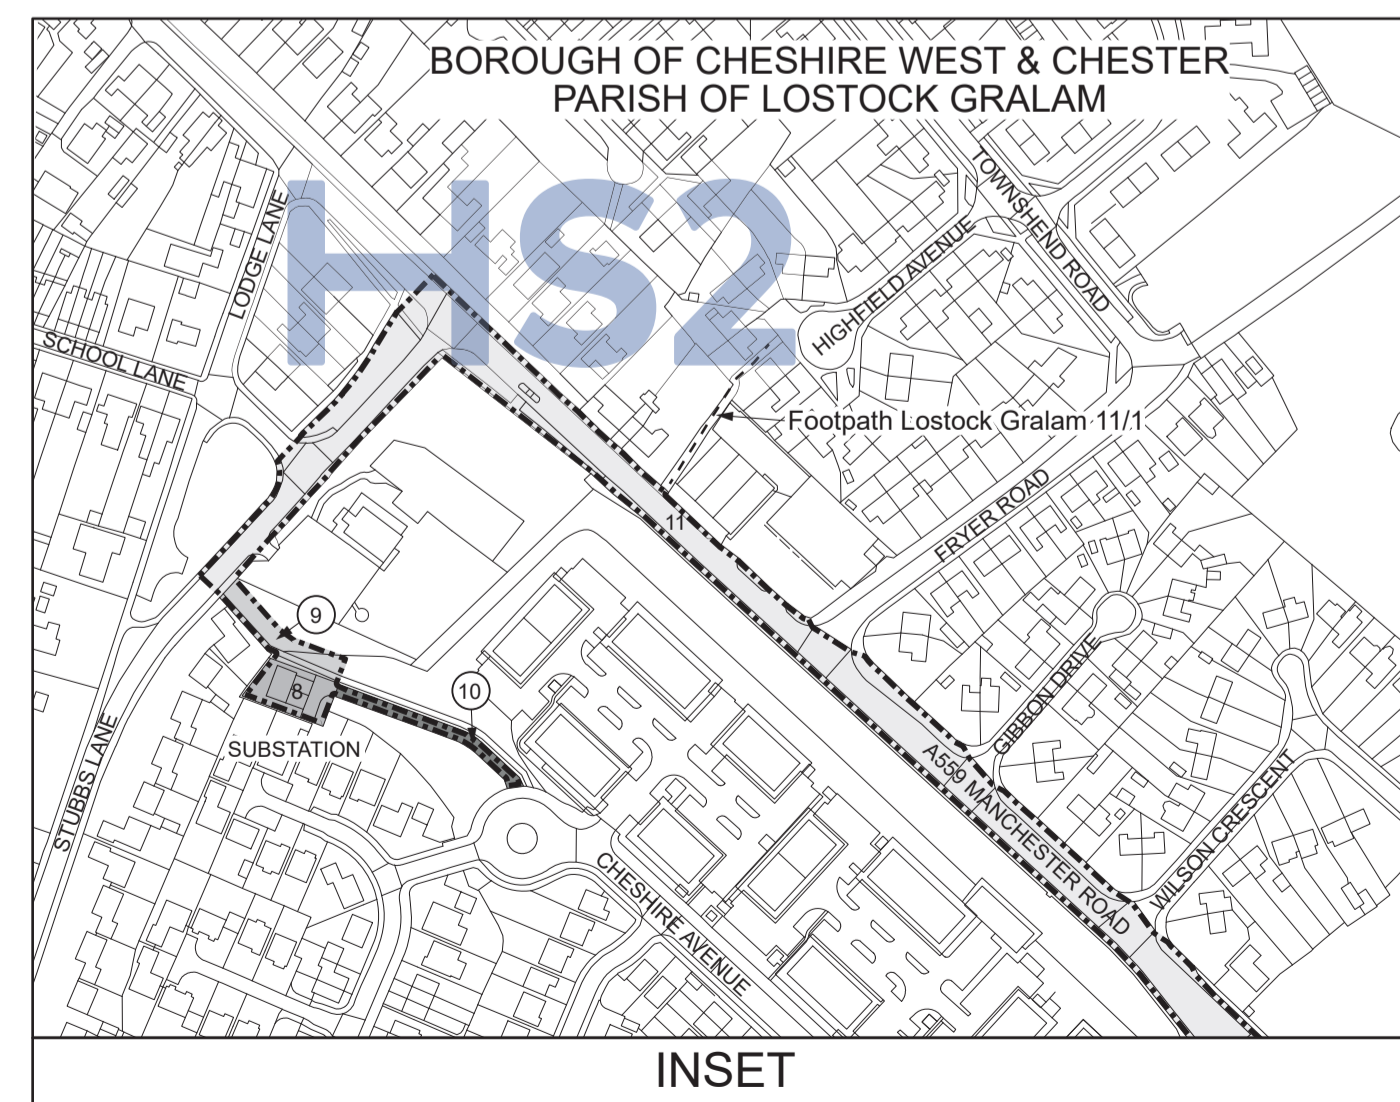 BOROUGH OF CHESHIRE WEST & CHESTER
PARISH OF LOSTOCK GRALAM
HS2
TOWNSHEND ROAD
LODGE LANE
HIGHFIELD AVENUE
SCHOOL LANE
Footpath Lostock Gralam 11/1
FRYER ROAD
11
9
GIBBON DRIVE
8
10
SUBSTATION
STUBBS LANE
A559 MANCHESTER ROAD
WILSON CRESCENT
CHESHIRE AVENUE
INSET